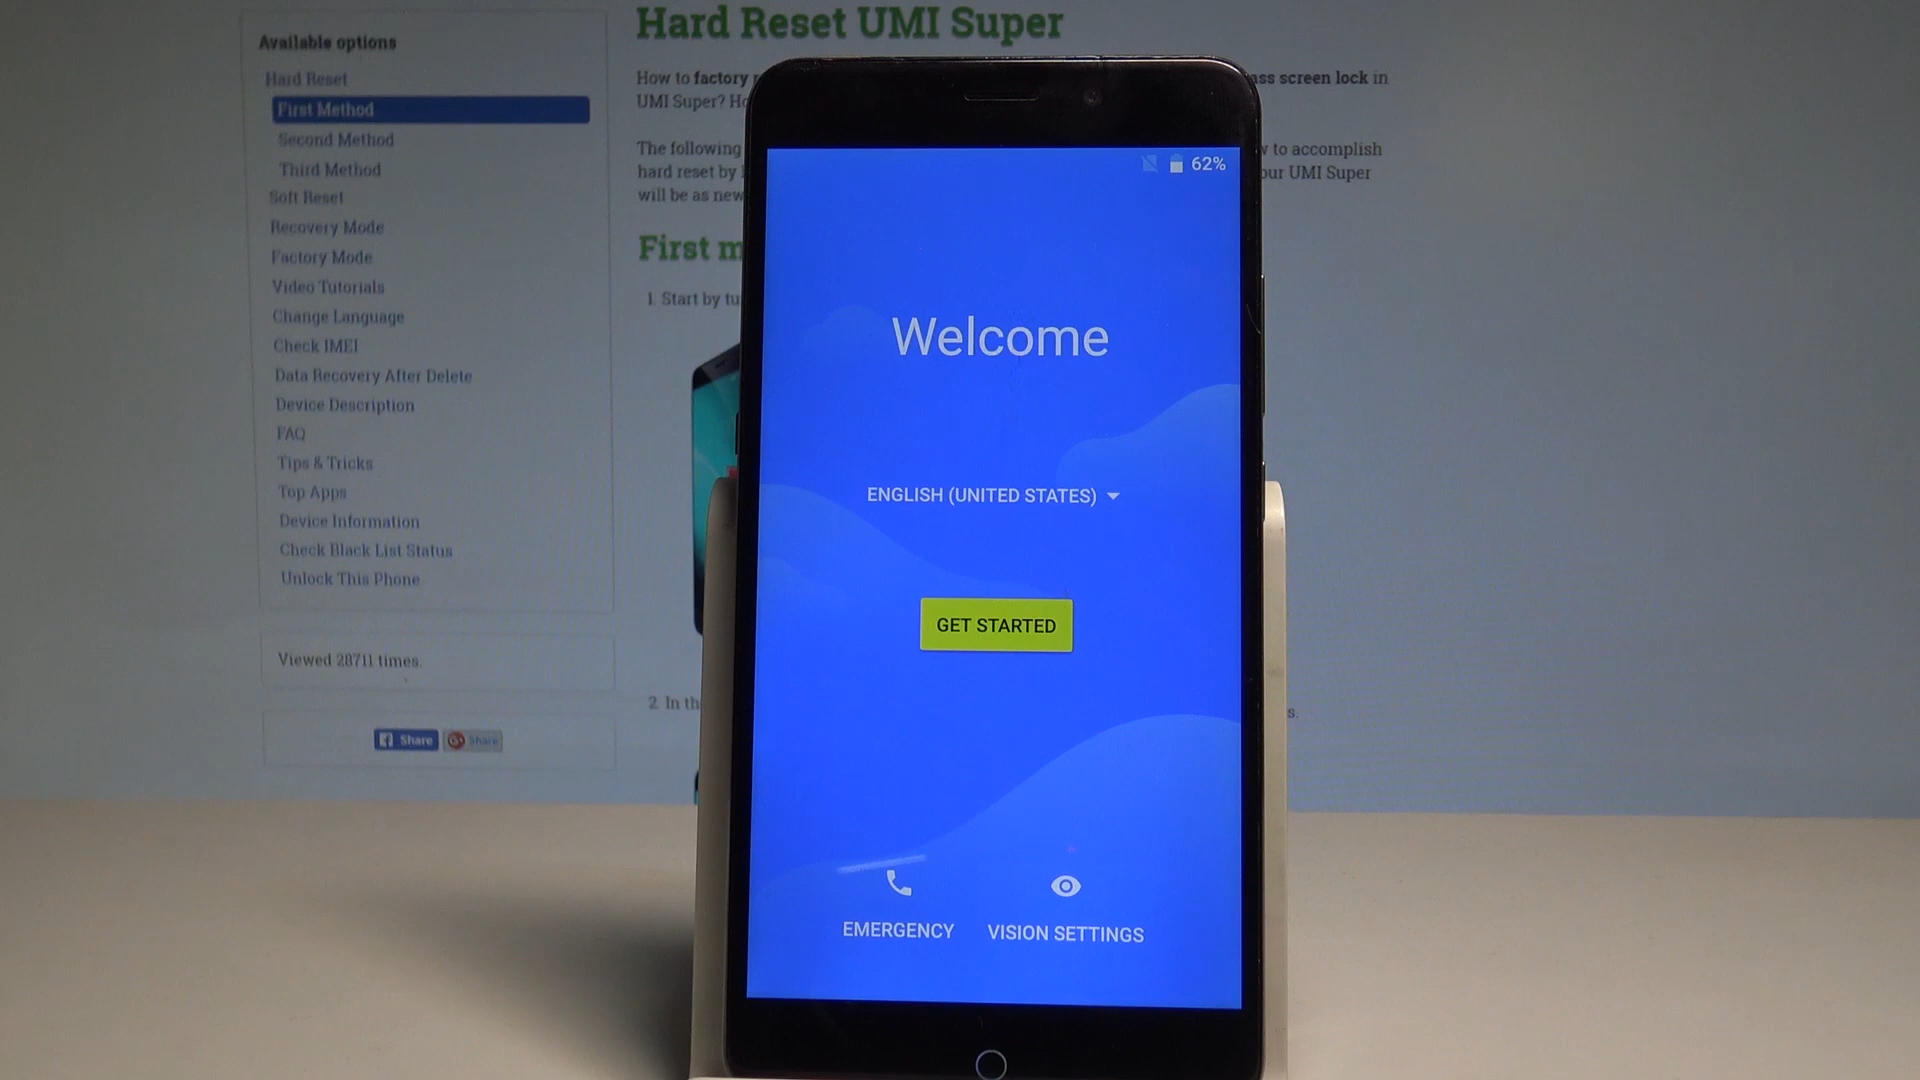 Available options
Hard Reset
First Method
Second Method
Third Method
Soft Reset
Recovery Mode
Factory Mode
Video Tutorials
Change Language
Check IMEI
Data Recovery After Delete
Device Description
FAQ
Tips & Tricks
Top Apps
Device Information
Check Black List Status
Unlock This Phone
Viewed 28711 times.
Share
Share
Hard Reset UMI Super
How to factory
screen lock in
UMI Super?
The following
to accomplish
hard reset by
UMI Super
will be as new
First
1. Start by
2. In
62%
Welcome
ENGLISH (UNITED STATES)
GET STARTED
EMERGENCY
VISION SETTINGS